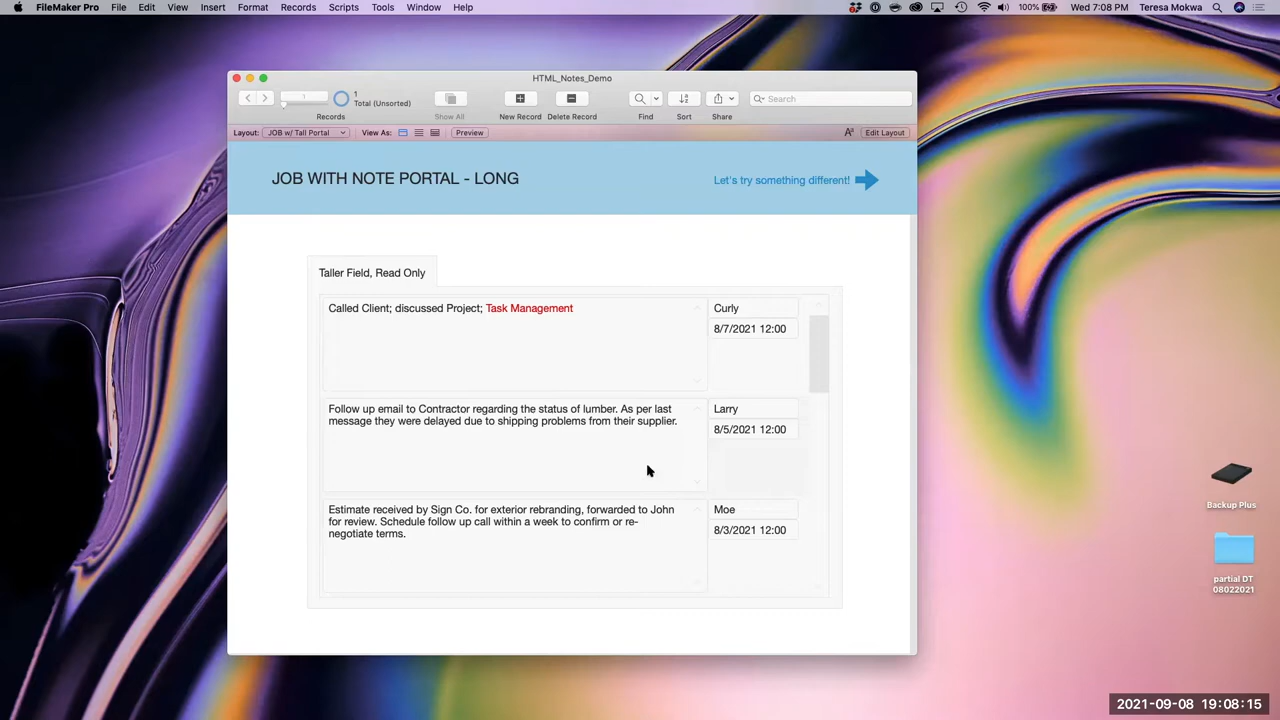 FileMaker Pro File Edit View Insert Format Records Scripts Tools Window Help 100% Wed 7:08 PM Teresa Mokwa
HTML_Notes_Demo
1
1
Total (Unsorted)
Search
Records Show All New Record Delete Record Find Sort Share
Layout: JOB w/ Tall Portal View As: Preview Aa Edit Layout
JOB WITH NOTE PORTAL - LONG
Let's try something different!
Taller Field, Read Only
Called Client; discussed Project; Task Management
Curly
8/7/2021 12:00
Follow up email to Contractor regarding the status of lumber. As per last
message they were delayed due to shipping problems from their supplier.
Larry
8/5/2021 12:00
Estimate received by Sign Co. for exterior rebranding, forwarded to John
for review. Schedule follow up call within a week to confirm or re-
negotiate terms.
Moe
8/3/2021 12:00
Backup Plus
partial DT
08022021
2021-09-08 19:08:15